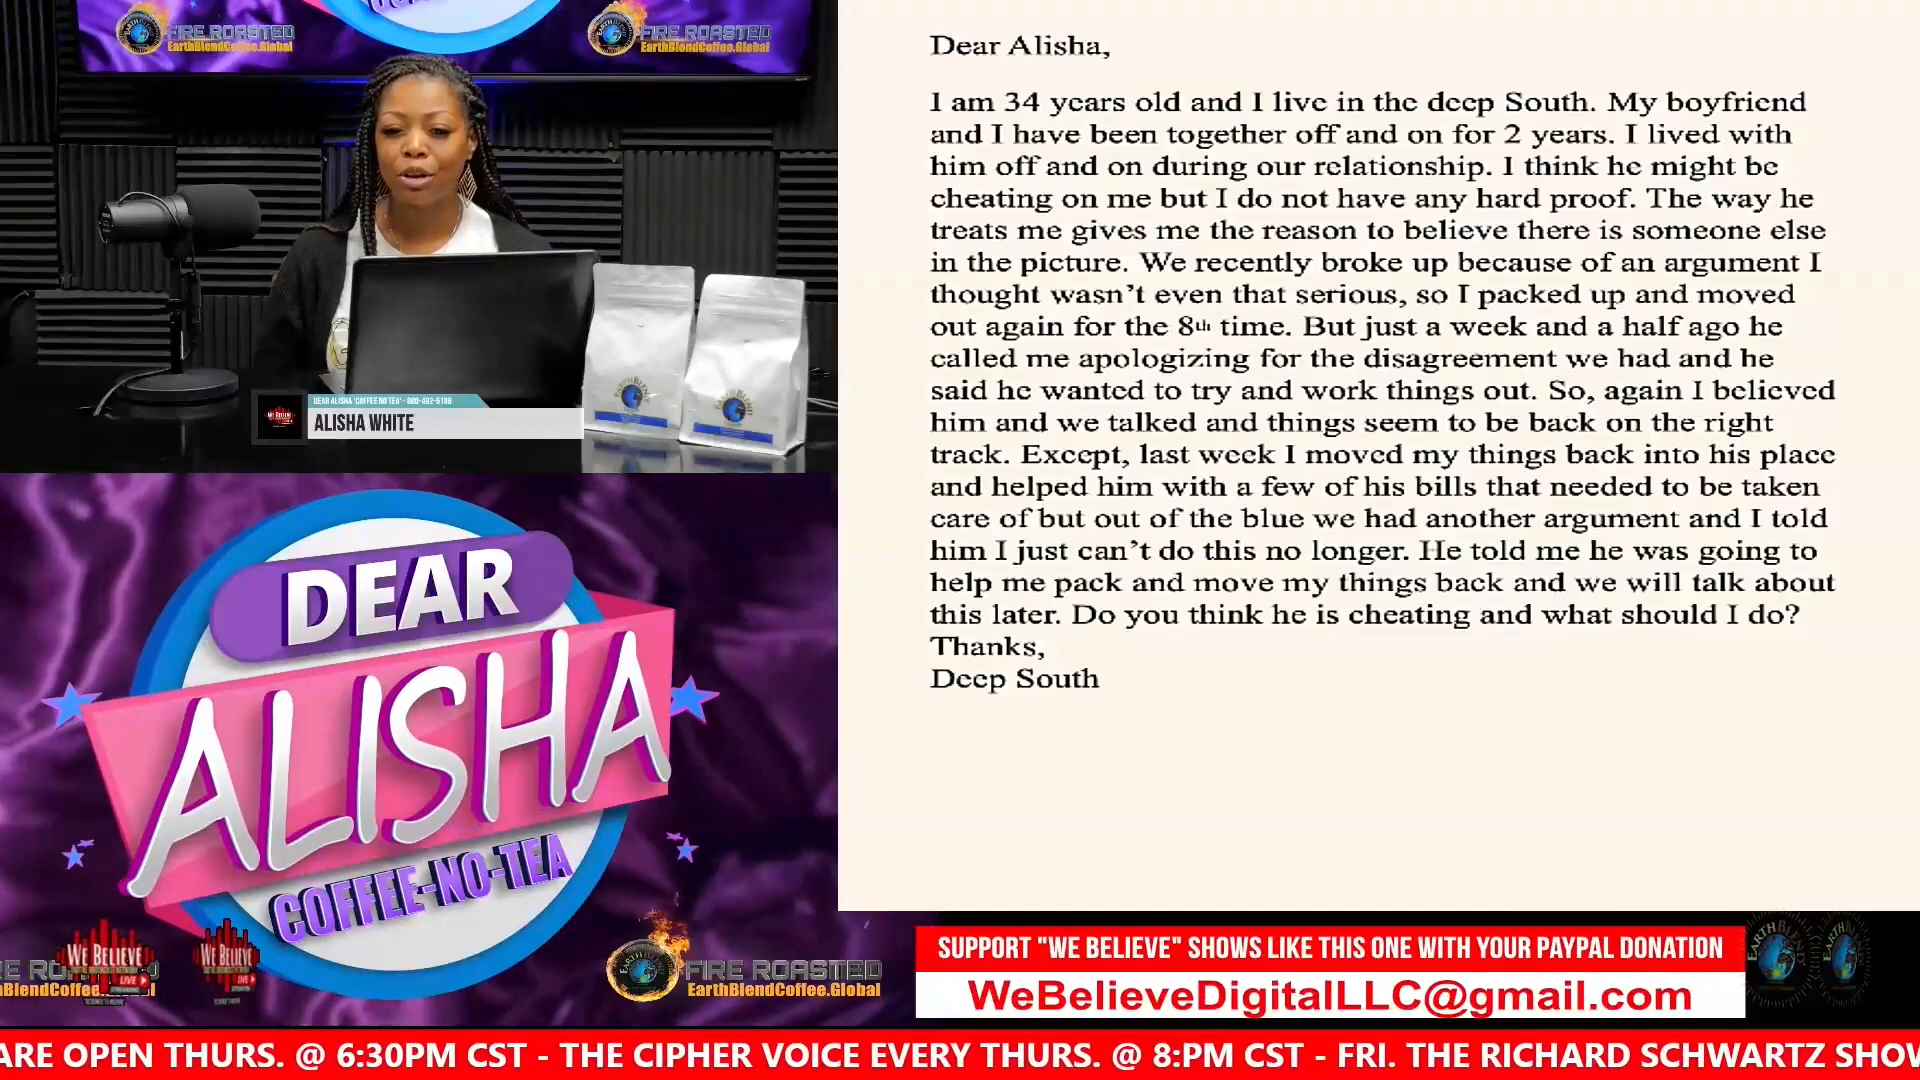 FIRE ROASTED
EarthBlendCoffee.Global
FIRE ROASTED
EarthBlendCoffee.Global
DEAR ALISHA 'COFFEE NO TEA' - 800-482-5186
ALISHA WHITE
Dear Alisha,
I am 34 years old and I live in the deep South. My boyfriend
and I have been together off and on for 2 years. I lived with
him off and on during our relationship. I think he might be
cheating on me but I do not have any hard proof. The way he
treats me gives me the reason to believe there is someone else
in the picture. We recently broke up because of an argument I
thought wasn't even that serious, so I packed up and moved
out again for the 8th time. But just a week and a half ago he
called me apologizing for the disagreement we had and he
said he wanted to try and work things out. So, again I believed
him and we talked and things seem to be back on the right
track. Except, last week I moved my things back into his place
and helped him with a few of his bills that needed to be taken
care of but out of the blue we had another argument and I told
him I just can't do this no longer. He told me he was going to
help me pack and move my things back and we will talk about
this later. Do you think he is cheating and what should I do?
Thanks,
Deep South
DEAR
ALISHA
COFFEE-NO-TEA
WE BELIEVE
LIVE
WE BELIEVE
LIVE
FIRE ROASTED
EarthBlendCoffee.Global
SUPPORT "WE BELIEVE" SHOWS LIKE THIS ONE WITH YOUR PAYPAL DONATION
WeBelieveDigitalLLC@gmail.com
ARE OPEN THURS. @ 6:30PM CST - THE CIPHER VOICE EVERY THURS. @ 8:PM CST - FRI. THE RICHARD SCHWARTZ SHOW